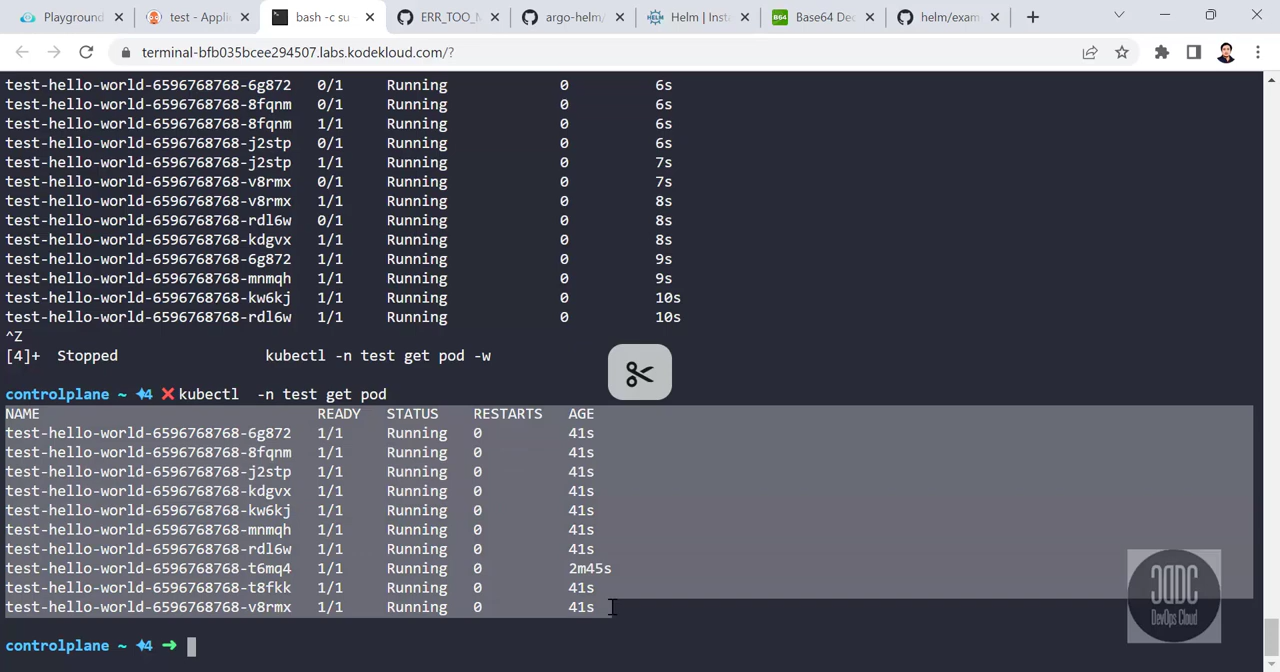 Playground
test - Appli
bash -c su
ERR_TOO_M
argo-helm/
Helm | Inst
Base64 Dec
helm/exam
terminal-bfb035bcee294507.labs.kodekloud.com/?
test-hello-world-6596768768-6g872 0/1 Running 0 6s
test-hello-world-6596768768-8fqnm 0/1 Running 0 6s
test-hello-world-6596768768-8fqnm 1/1 Running 0 6s
test-hello-world-6596768768-j2stp 0/1 Running 0 6s
test-hello-world-6596768768-j2stp 1/1 Running 0 7s
test-hello-world-6596768768-v8rmx 0/1 Running 0 7s
test-hello-world-6596768768-v8rmx 1/1 Running 0 8s
test-hello-world-6596768768-rdl6w 0/1 Running 0 8s
test-hello-world-6596768768-kdgvx 1/1 Running 0 8s
test-hello-world-6596768768-6g872 1/1 Running 0 9s
test-hello-world-6596768768-mnmqh 1/1 Running 0 9s
test-hello-world-6596768768-kw6kj 1/1 Running 0 10s
test-hello-world-6596768768-rdl6w 1/1 Running 0 10s
^Z
[4]+ Stopped kubectl -n test get pod -w
controlplane ~ ✦4 ✖kubectl -n test get pod
NAME READY STATUS RESTARTS AGE
test-hello-world-6596768768-6g872 1/1 Running 0 41s
test-hello-world-6596768768-8fqnm 1/1 Running 0 41s
test-hello-world-6596768768-j2stp 1/1 Running 0 41s
test-hello-world-6596768768-kdgvx 1/1 Running 0 41s
test-hello-world-6596768768-kw6kj 1/1 Running 0 41s
test-hello-world-6596768768-mnmqh 1/1 Running 0 41s
test-hello-world-6596768768-rdl6w 1/1 Running 0 41s
test-hello-world-6596768768-t6mq4 1/1 Running 0 2m45s
test-hello-world-6596768768-t8fkk 1/1 Running 0 41s
test-hello-world-6596768768-v8rmx 1/1 Running 0 41s
controlplane ~ ✦4 ➜
DevOps Cloud